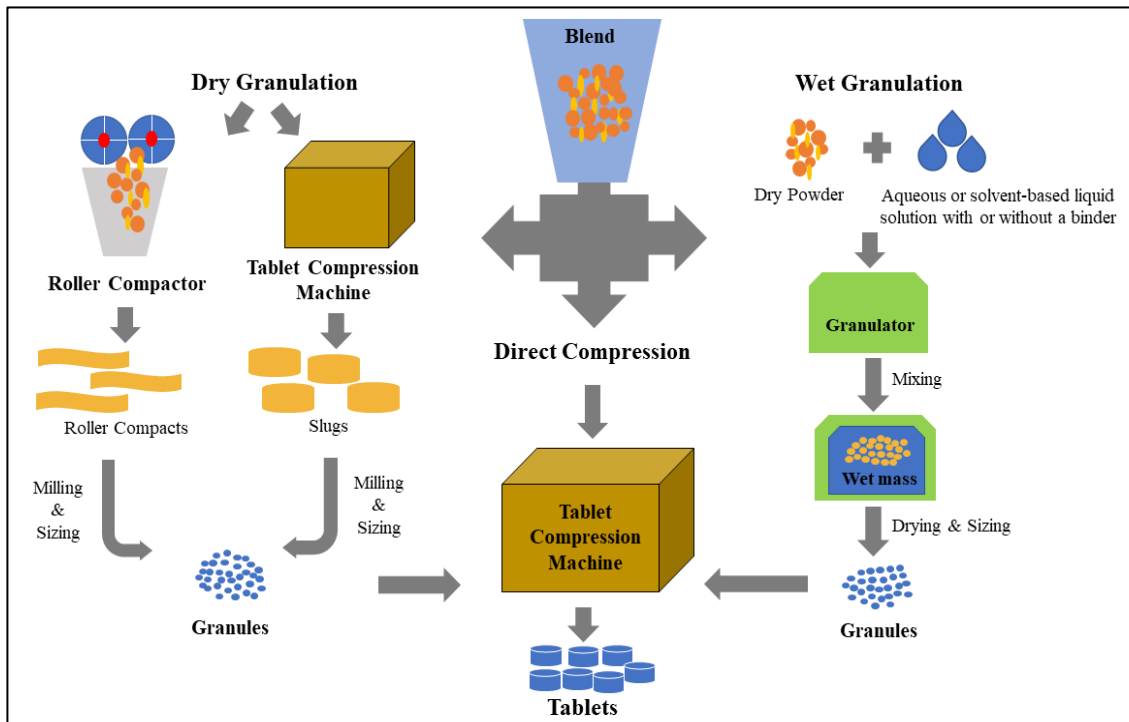 Blend
Dry Granulation
Wet Granulation
Dry Powder
Aqueous or solvent-based liquid
solution with or without a binder
Roller Compactor
Tablet Compression
Machine
Granulator
Direct Compression
Mixing
Roller Compacts
Slugs
Wet mass
Milling
&
Sizing
Milling
&
Sizing
Tablet
Compression
Machine
Drying & Sizing
Granules
Granules
Tablets